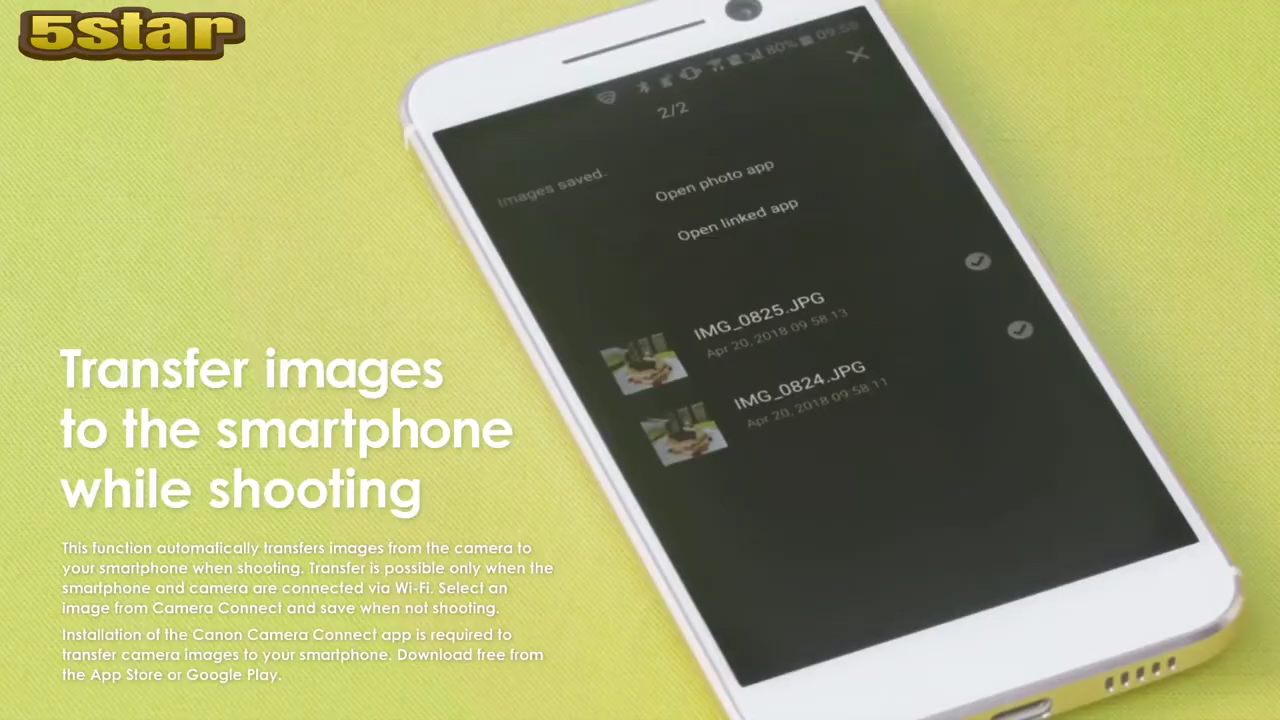 5star
80% 09:58
2/2
Images saved.
Open photo app
Open linked app
IMG_0825.JPG
Apr 20, 2018 09:58:13
IMG_0824.JPG
Apr 20, 2018 09:58:11
Transfer images
to the smartphone
while shooting
This function automatically transfers images from the camera to
your smartphone when shooting. Transfer is possible only when the
smartphone and camera are connected via Wi-Fi. Select an
image from Camera Connect and save when not shooting.
Installation of the Canon Camera Connect app is required to
transfer camera images to your smartphone. Download free from
the App Store or Google Play.